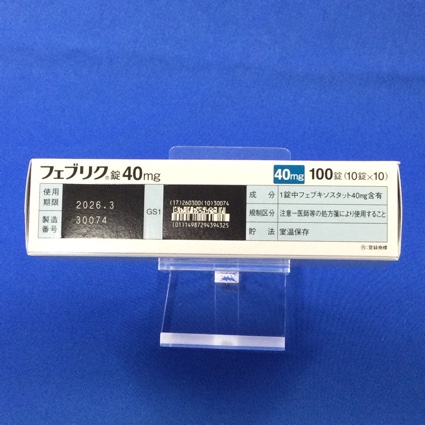 フェブリク®錠40mg
40mg 100錠(10錠×10)
使用期限 2026.3
製造番号 30074
GS1
(17)260300(10)30074
(01)14987294394325
成分 1錠中フェブキソスタット40mg含有
規制区分 注意-医師等の処方箋により使用すること
貯法 室温保存
®:登録商標